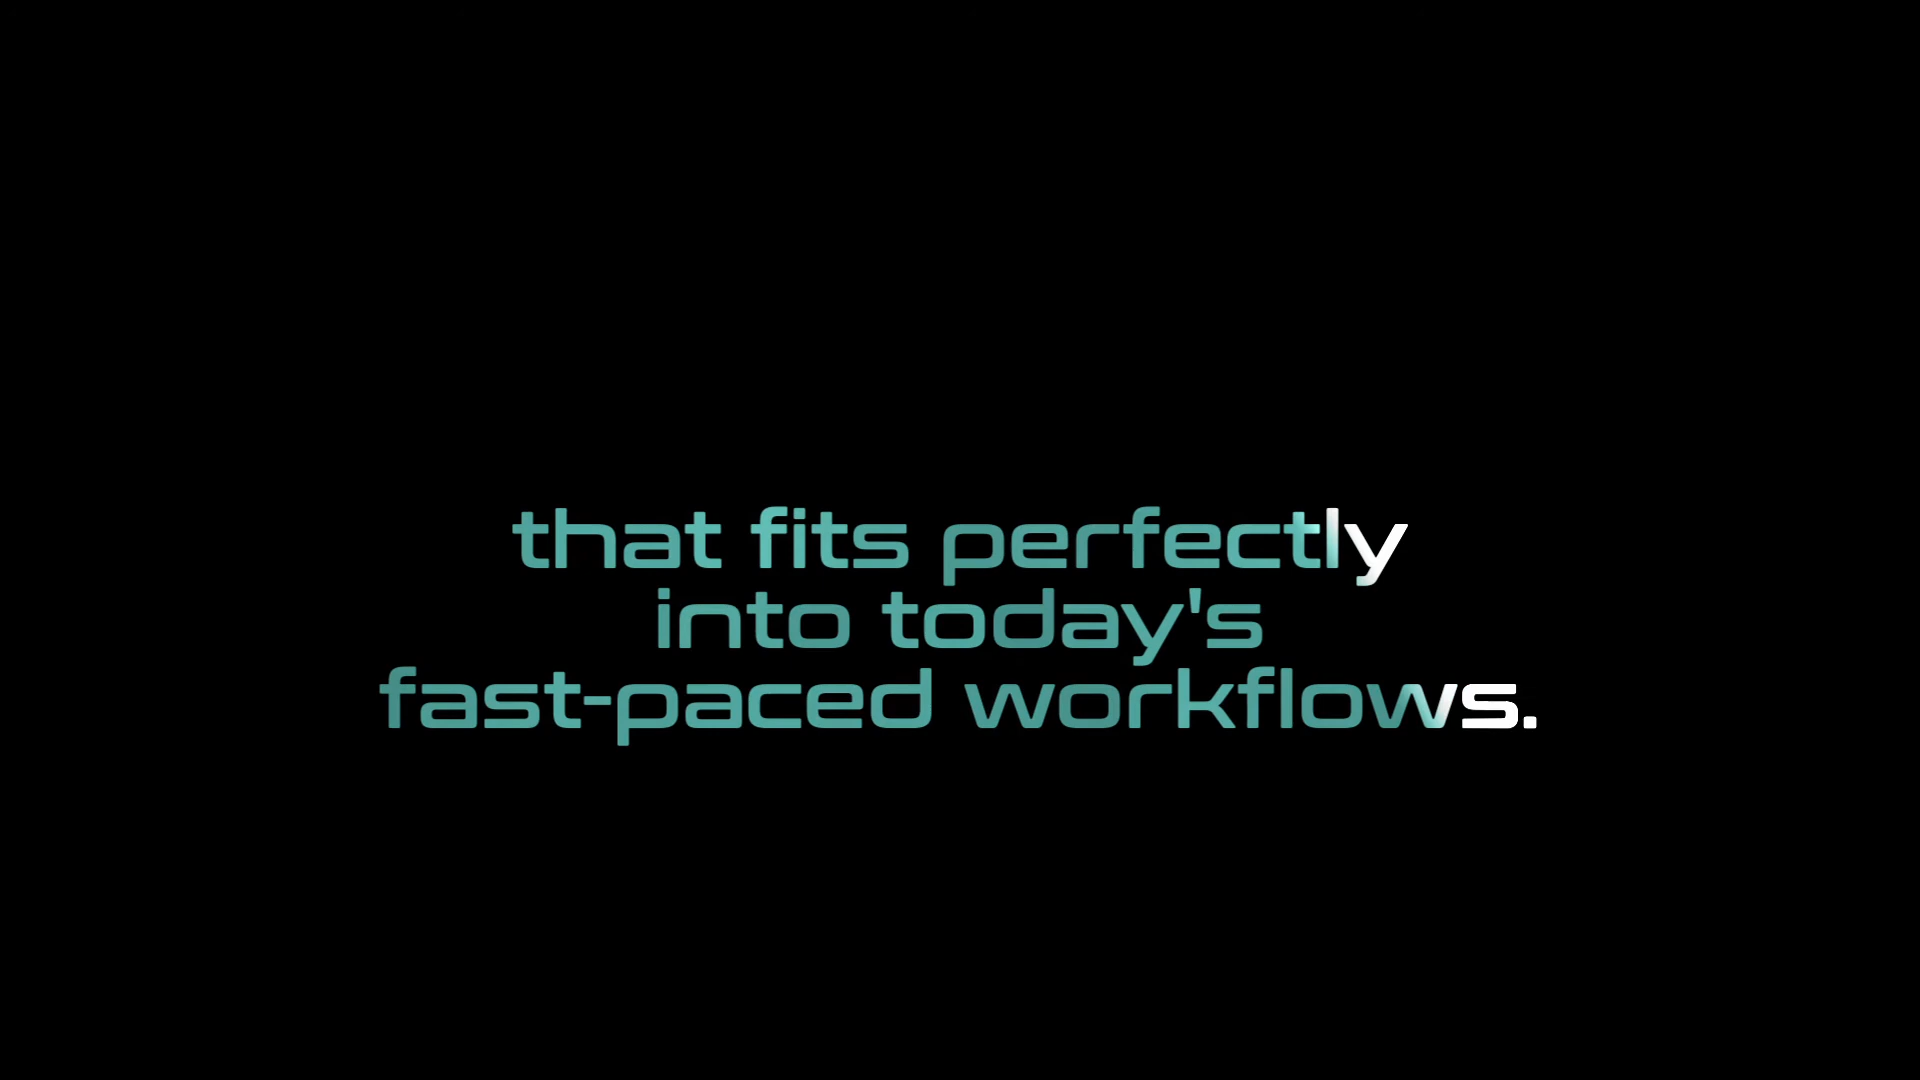 that fits perfectly
into today's
fast-paced workflows.